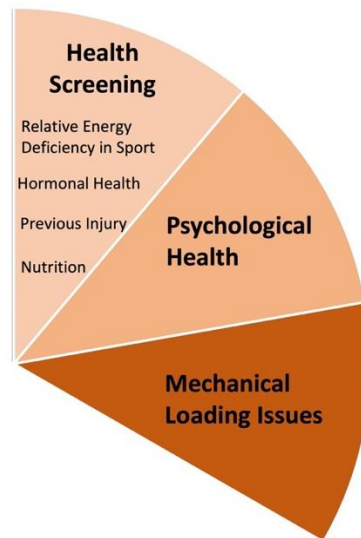 Health
Screening
Relative Energy
Deficiency in Sport
Hormonal Health
Previous Injury
Nutrition
Psychological
Health
Mechanical
Loading Issues